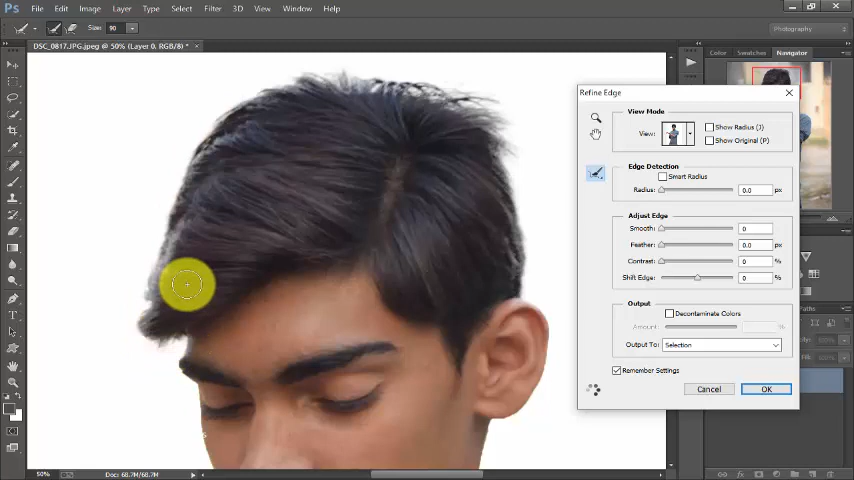 Ps File Edit Image Layer Type Select Filter 3D View Window Help
Size: 90
Photography
DSC_0817.JPG.jpeg @ 50% (RGB/8*) * ×
Color Swatches Navigator
Refine Edge
View Mode
View:
Show Radius (J)
Show Original (P)
Edge Detection
Smart Radius
Radius: 0.0 px
Adjust Edge
Smooth: 0
Feather: 0.0 px
Contrast: 0 %
Shift Edge: 0 %
Output
Decontaminate Colors
Amount: %
Output To: Selection
Remember Settings
Cancel OK
Paths
50% Doc: 68.7M/68.7M